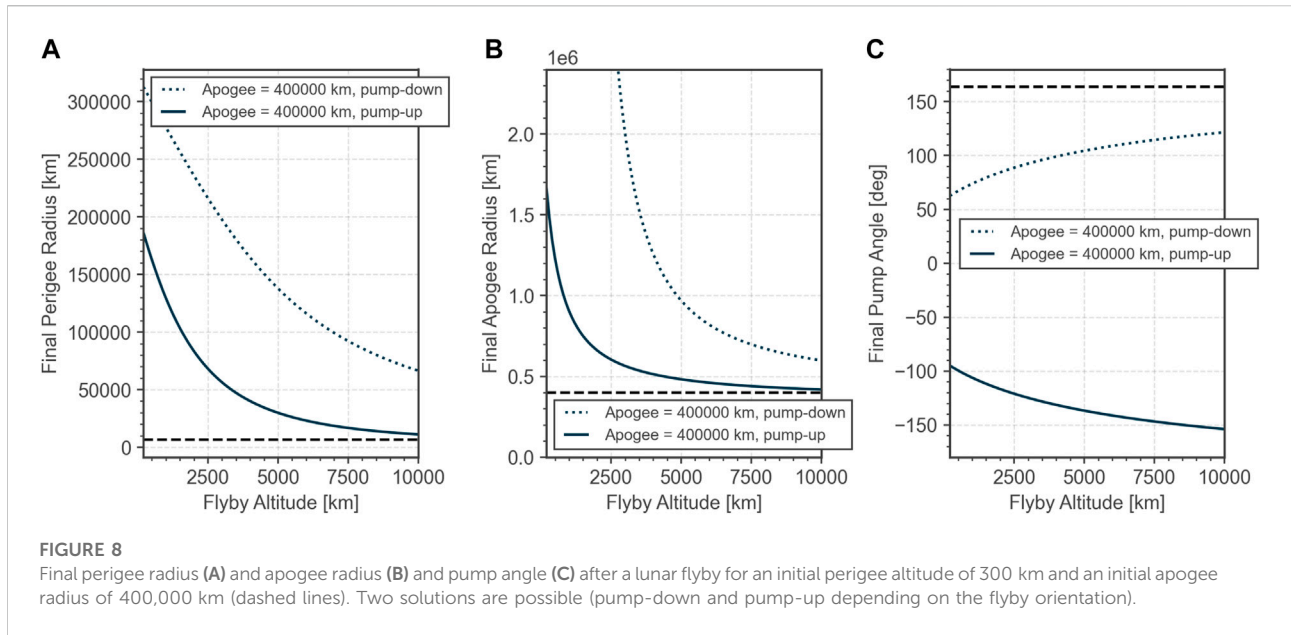 A
Final Perigee Radius [km]
300000
250000
200000
150000
100000
50000
0
Apogee = 400000 km, pump-down
Apogee = 400000 km, pump-up
2500
5000
7500
10000
Flyby Altitude [km]
B
1e6
Final Apogee Radius [km]
2.0
1.5
1.0
0.5
0.0
Apogee = 400000 km, pump-down
Apogee = 400000 km, pump-up
2500
5000
7500
10000
Flyby Altitude [km]
C
Final Pump Angle [deg]
150
100
50
0
−50
−100
−150
Apogee = 400000 km, pump-down
Apogee = 400000 km, pump-up
2500
5000
7500
10000
Flyby Altitude [km]
FIGURE 8
Final perigee radius (A) and apogee radius (B) and pump angle (C) after a lunar flyby for an initial perigee altitude of 300 km and an initial apogee
radius of 400,000 km (dashed lines). Two solutions are possible (pump-down and pump-up depending on the flyby orientation).